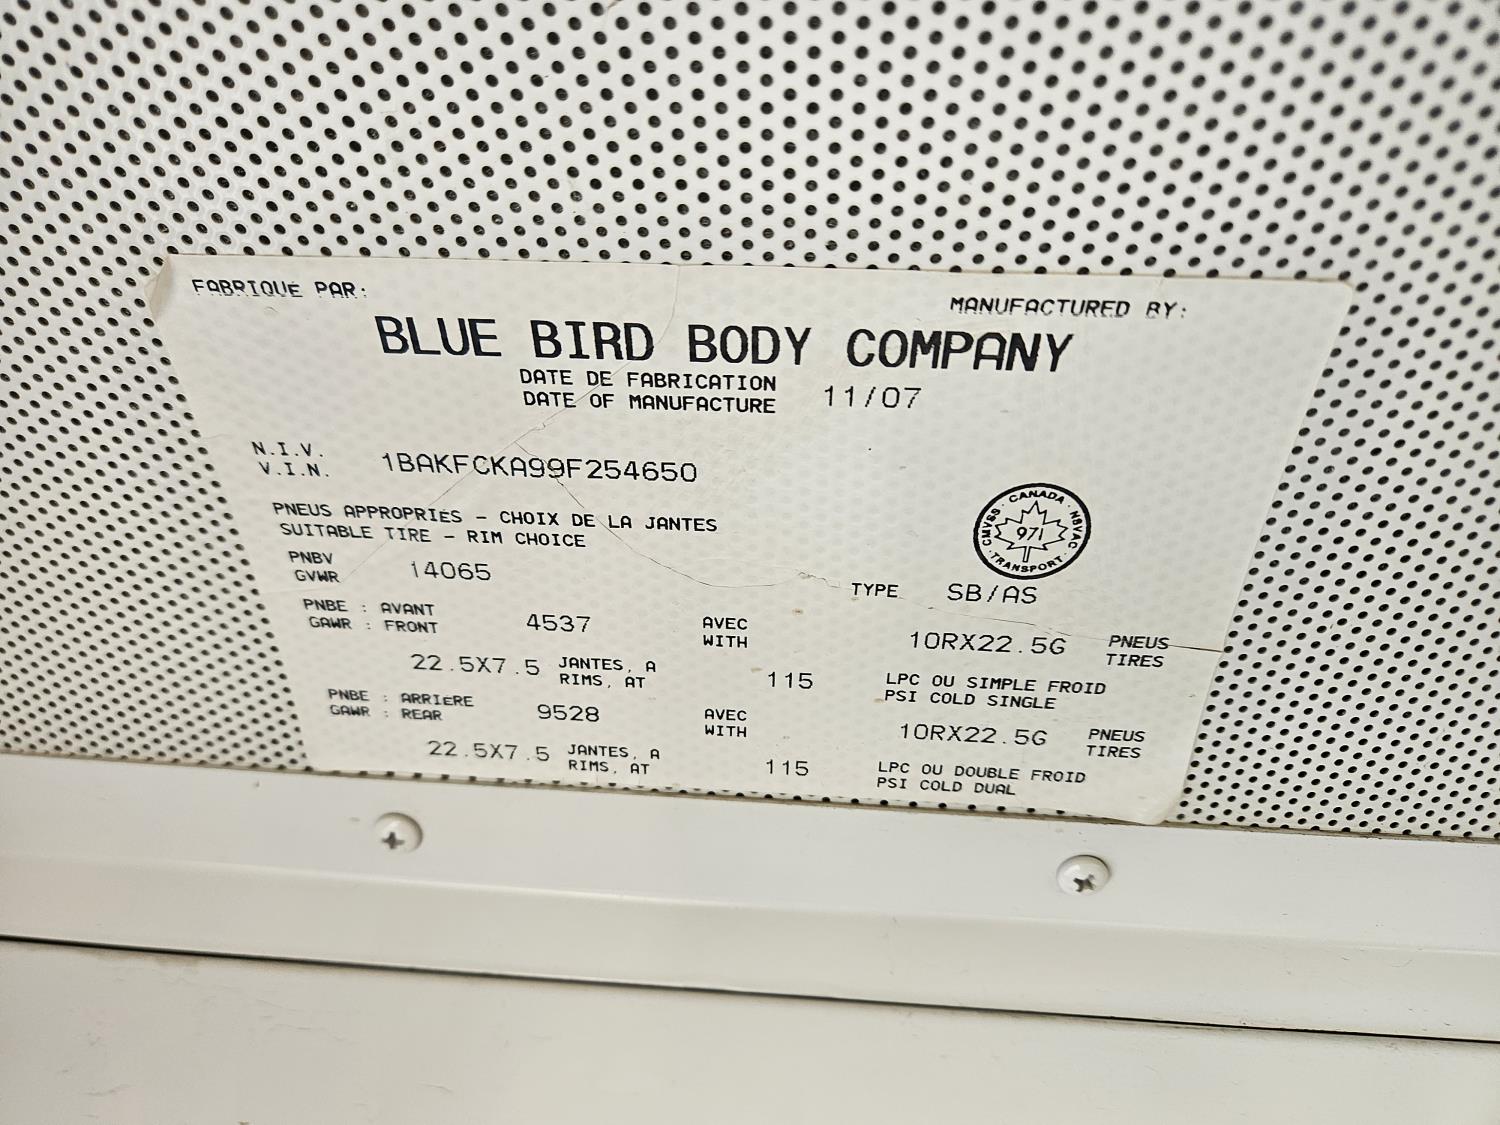 FABRIQUÉ PAR: MANUFACTURED BY:
BLUE BIRD BODY COMPANY
DATE DE FABRICATION
DATE OF MANUFACTURE 11/07
N.I.V.
V.I.N. 1BAKFCKA99F254650
PNEUS APPROPRIÉS - CHOIX DE LA JANTES
SUITABLE TIRE - RIM CHOICE
CANADA
CMVSS · 971 · NSVAC
TRANSPORT
PNBV
GVWR 14065
TYPE SB/AS
PNBE : AVANT
GAWR : FRONT 4537 AVEC
WITH 10RX22.5G PNEUS
TIRES
22.5X7.5 JANTES, A
RIMS, AT 115 LPC OU SIMPLE FROID
PSI COLD SINGLE
PNBE : ARRIÈRE
GAWR : REAR 9528 AVEC
WITH 10RX22.5G PNEUS
TIRES
22.5X7.5 JANTES, A
RIMS, AT 115 LPC OU DOUBLE FROID
PSI COLD DUAL